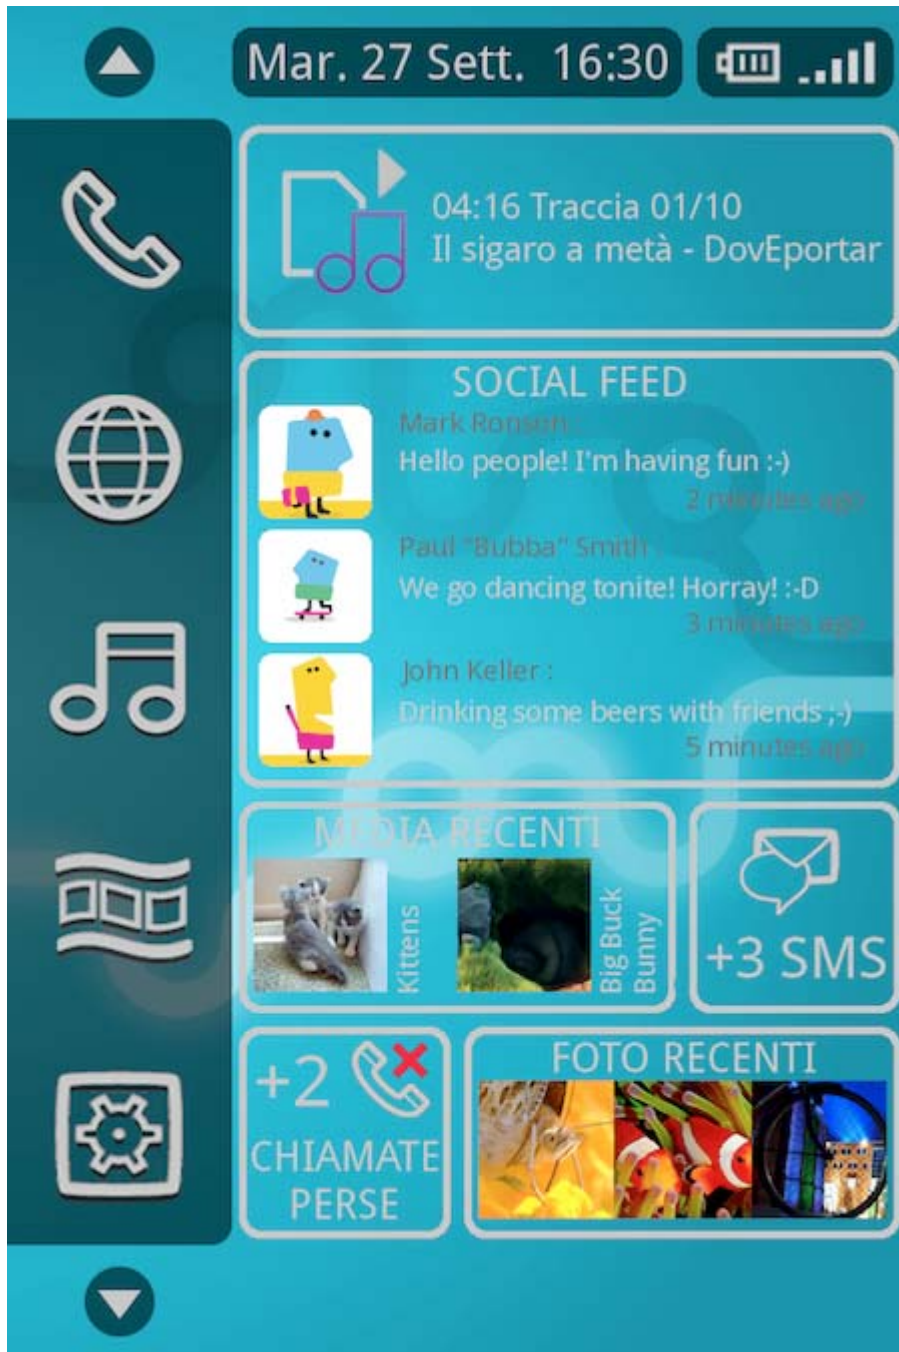 Mar. 27 Sett. 16:30
04:16 Traccia 01/10
Il sigaro a metà - DovEportar
SOCIAL FEED
Mark Ronson :
Hello people! I'm having fun :-)
2 minutes ago
Paul "Bubba" Smith :
We go dancing tonite! Horray! :-D
3 minutes ago
John Keller :
Drinking some beers with friends ;-)
5 minutes ago
MEDIA RECENTI
Kittens
Big Buck
Bunny
+3 SMS
+2
CHIAMATE
PERSE
FOTO RECENTI